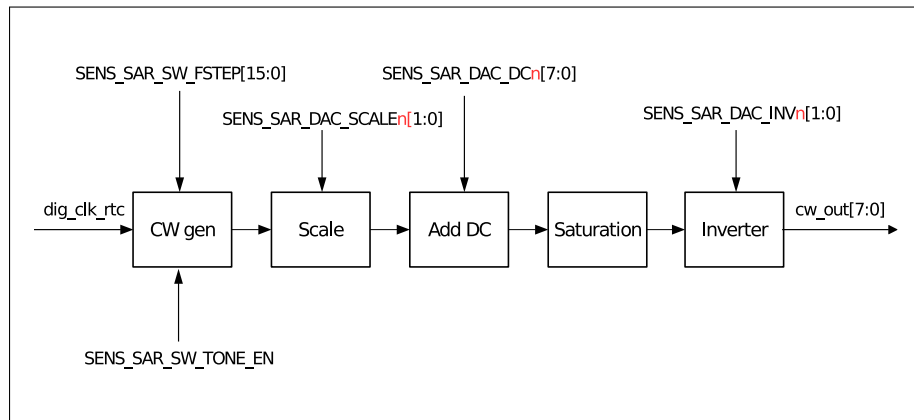 SENS_SAR_SW_FSTEP[15:0]
SENS_SAR_DAC_DCn[7:0]
SENS_SAR_DAC_SCALEn[1:0]
SENS_SAR_DAC_INVn[1:0]
dig_clk_rtc
CW gen
Scale
Add DC
Saturation
Inverter
cw_out[7:0]
SENS_SAR_SW_TONE_EN